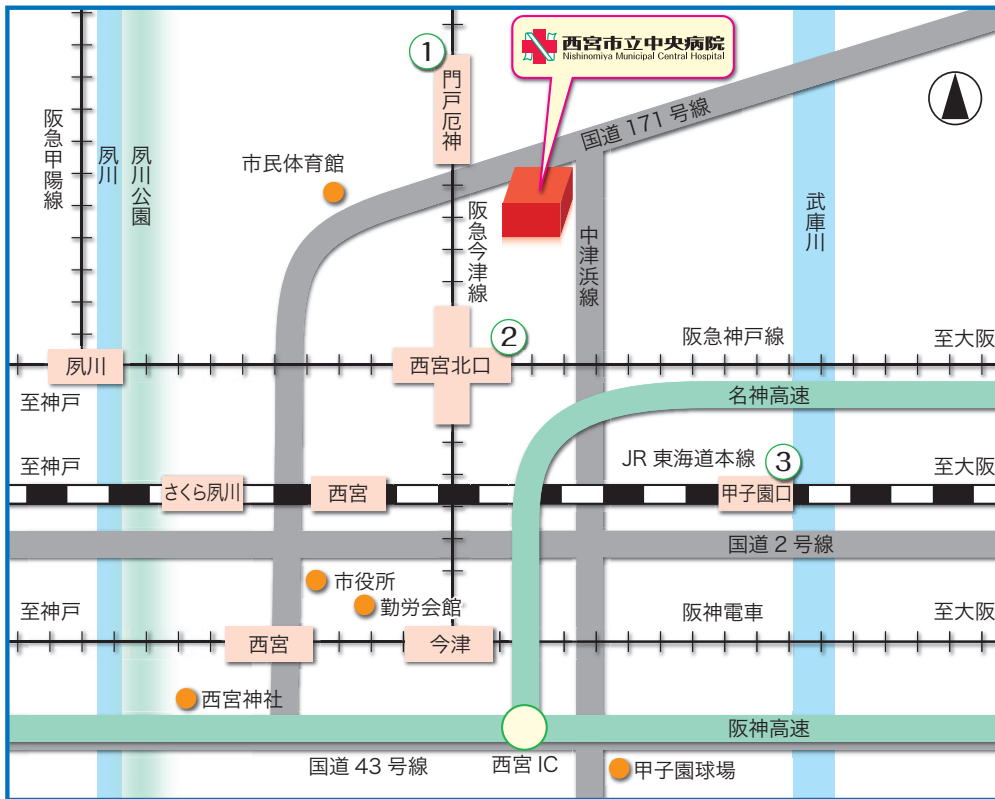 西宮市立中央病院
Nishinomiya Municipal Central Hospital
①
門戸厄神
国道 171 号線
市民体育館
阪急甲陽線
夙川
夙川公園
阪急今津線
中津浜線
武庫川
②
阪急神戸線
至大阪
夙川
西宮北口
至神戸
名神高速
至神戸
JR 東海道本線
③
至大阪
さくら夙川
西宮
甲子園口
国道 2 号線
市役所
勤労会館
至神戸
阪神電車
至大阪
西宮
今津
西宮神社
阪神高速
国道 43 号線
西宮 IC
甲子園球場